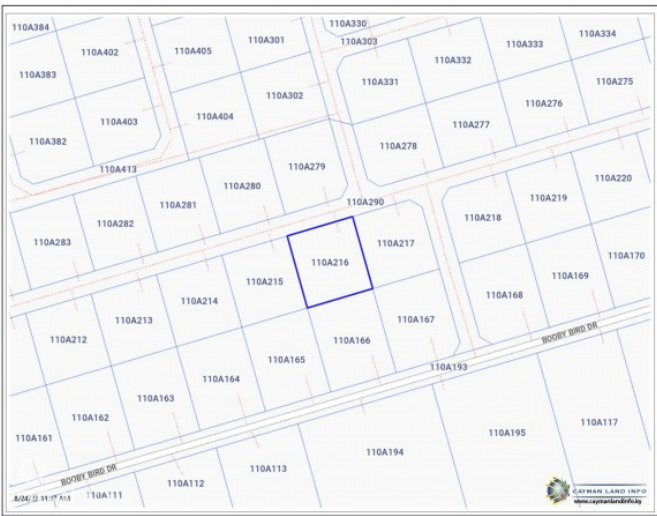 110A384
110A402
110A405
110A301
110A330
110A303
110A332
110A333
110A334
110A383
110A302
110A331
110A275
110A276
110A404
110A403
110A277
110A382
110A278
110A279
110A413
110A280
110A220
110A219
110A290
110A281
110A218
110A282
110A217
110A283
110A216
110A170
110A169
110A215
110A168
110A214
110A213
110A167
BOOBY BIRD DR
110A212
110A166
110A165
110A193
110A164
110A163
110A162
110A117
110A195
110A161
110A194
110A113
BOOBY BIRD DR
110A112
110A111
CAYMAN LAND INFO
www.caymanlandinfo.ky